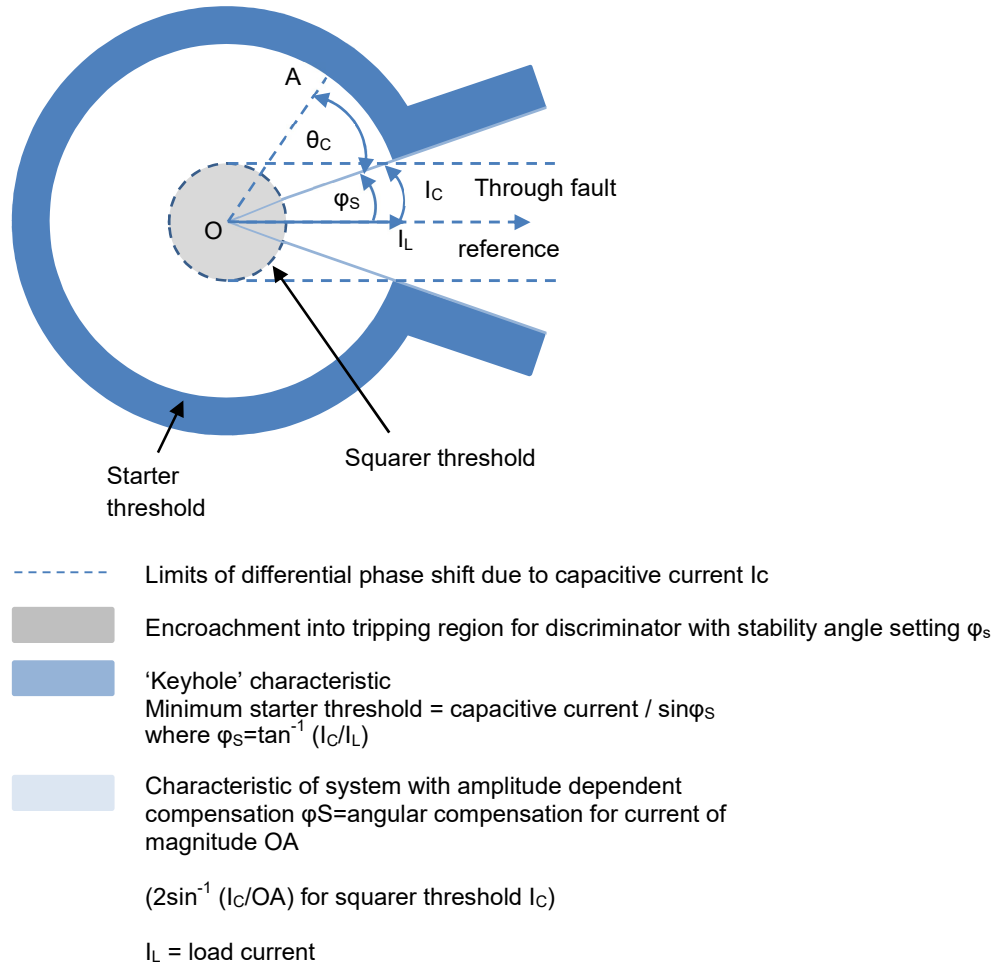 A
θC
φS
IC
Through fault
O
IL
reference
Squarer threshold
Starter
threshold
Limits of differential phase shift due to capacitive current Ic
Encroachment into tripping region for discriminator with stability angle setting φs
‘Keyhole’ characteristic
Minimum starter threshold = capacitive current / sinφS
where φS=tan-1 (IC/IL)
Characteristic of system with amplitude dependent
compensation φS=angular compensation for current of
magnitude OA
(2sin-1 (IC/OA) for squarer threshold IC)
IL = load current